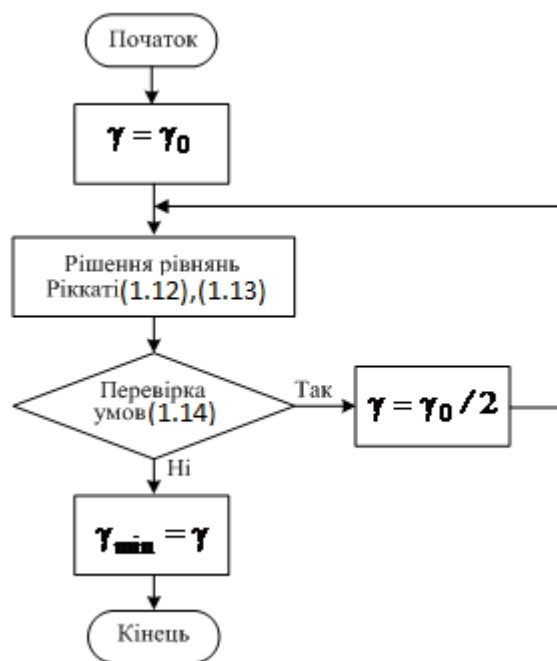 Початок
γ = γ₀
Рішення рівнянь
Ріккаті(1.12),(1.13)
Перевірка
умов(1.14)
Так
γ = γ₀ /2
Ні
γmin = γ
Кінець